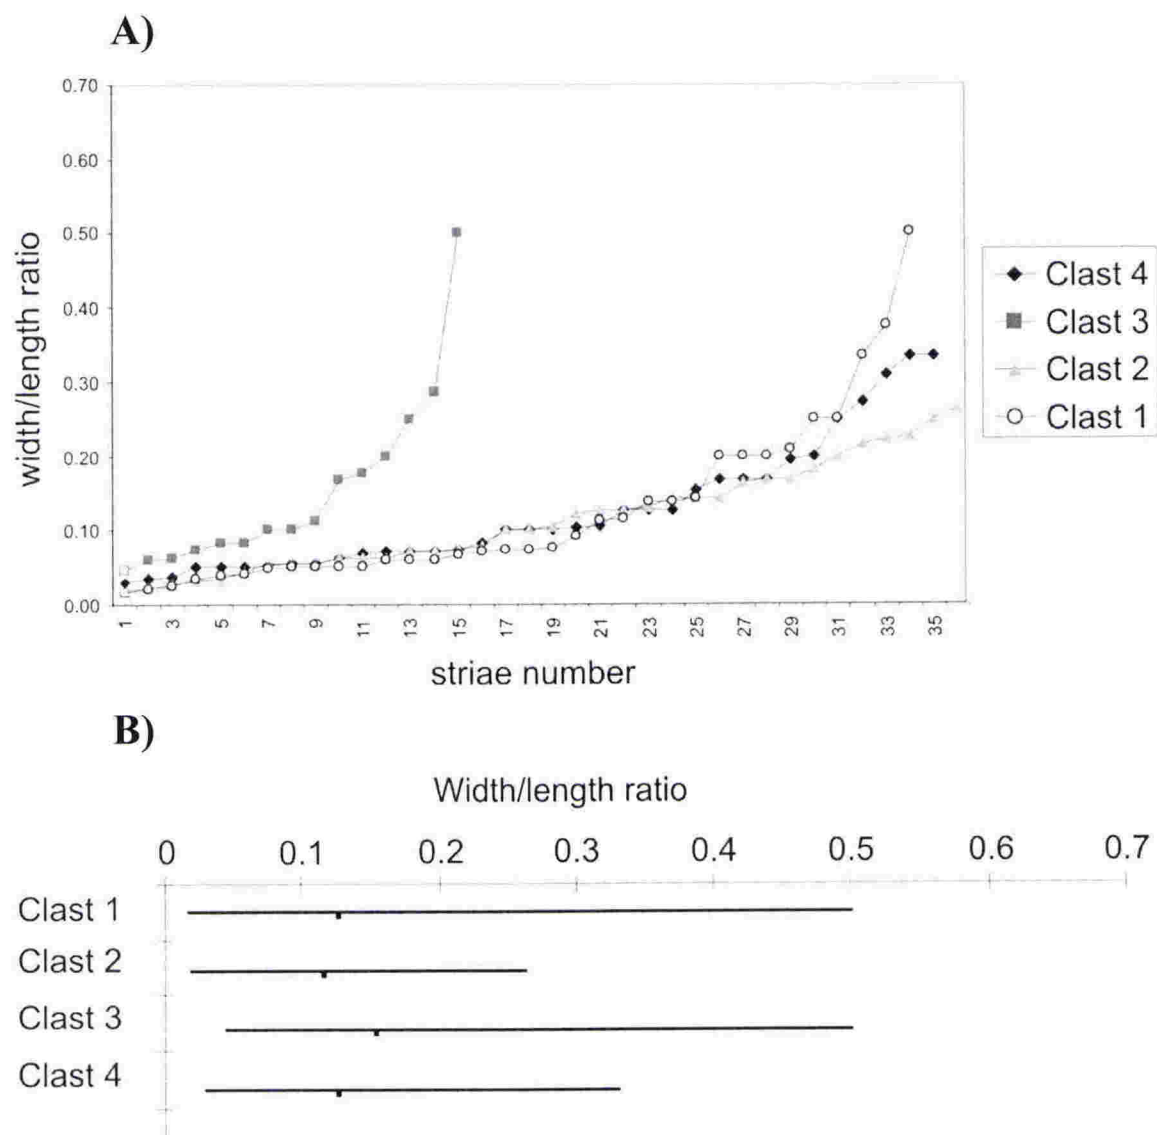 A)
0.70
0.60
0.50
0.40
0.30
0.20
0.10
0.00
width/length ratio
1 3 5 7 9 11 13 15 17 19 21 23 25 27 29 31 33 35
striae number
Clast 4
Clast 3
Clast 2
Clast 1
B)
Width/length ratio
0 0.1 0.2 0.3 0.4 0.5 0.6 0.7
Clast 1
Clast 2
Clast 3
Clast 4